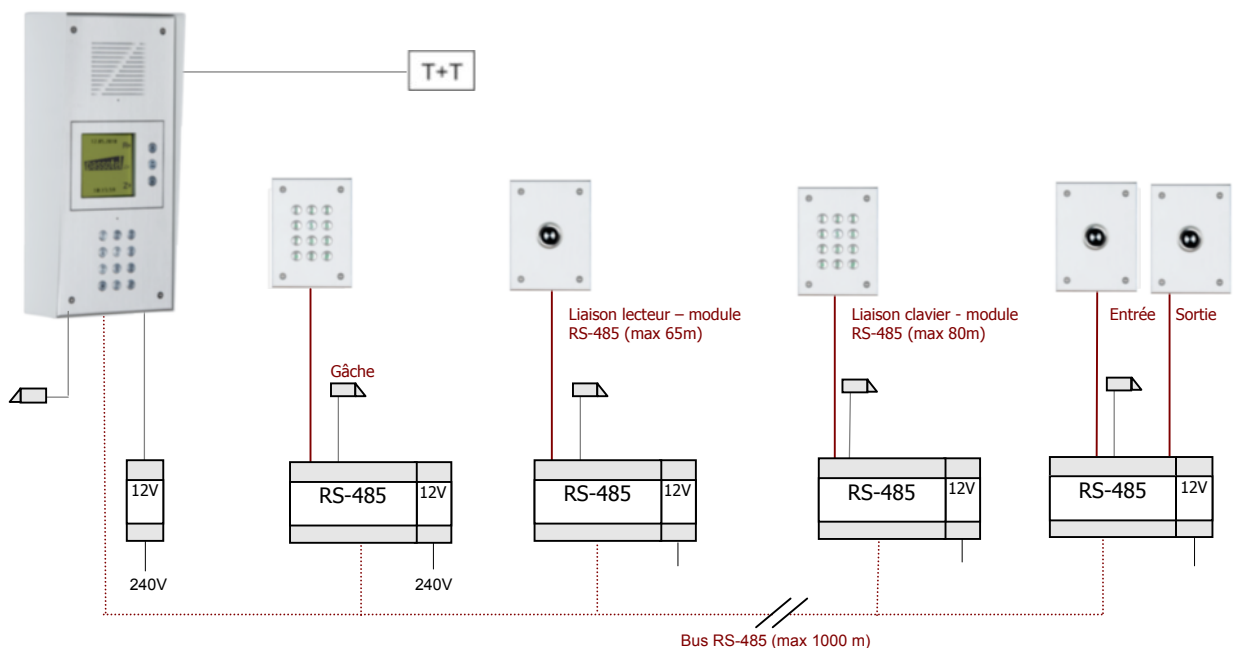 T+T
Liaison lecteur – module
RS-485 (max 65m)
Liaison clavier - module
RS-485 (max 80m)
Entrée
Sortie
Gâche
12V
RS-485
12V
RS-485
12V
RS-485
12V
RS-485
12V
240V
240V
Bus RS-485 (max 1000 m)